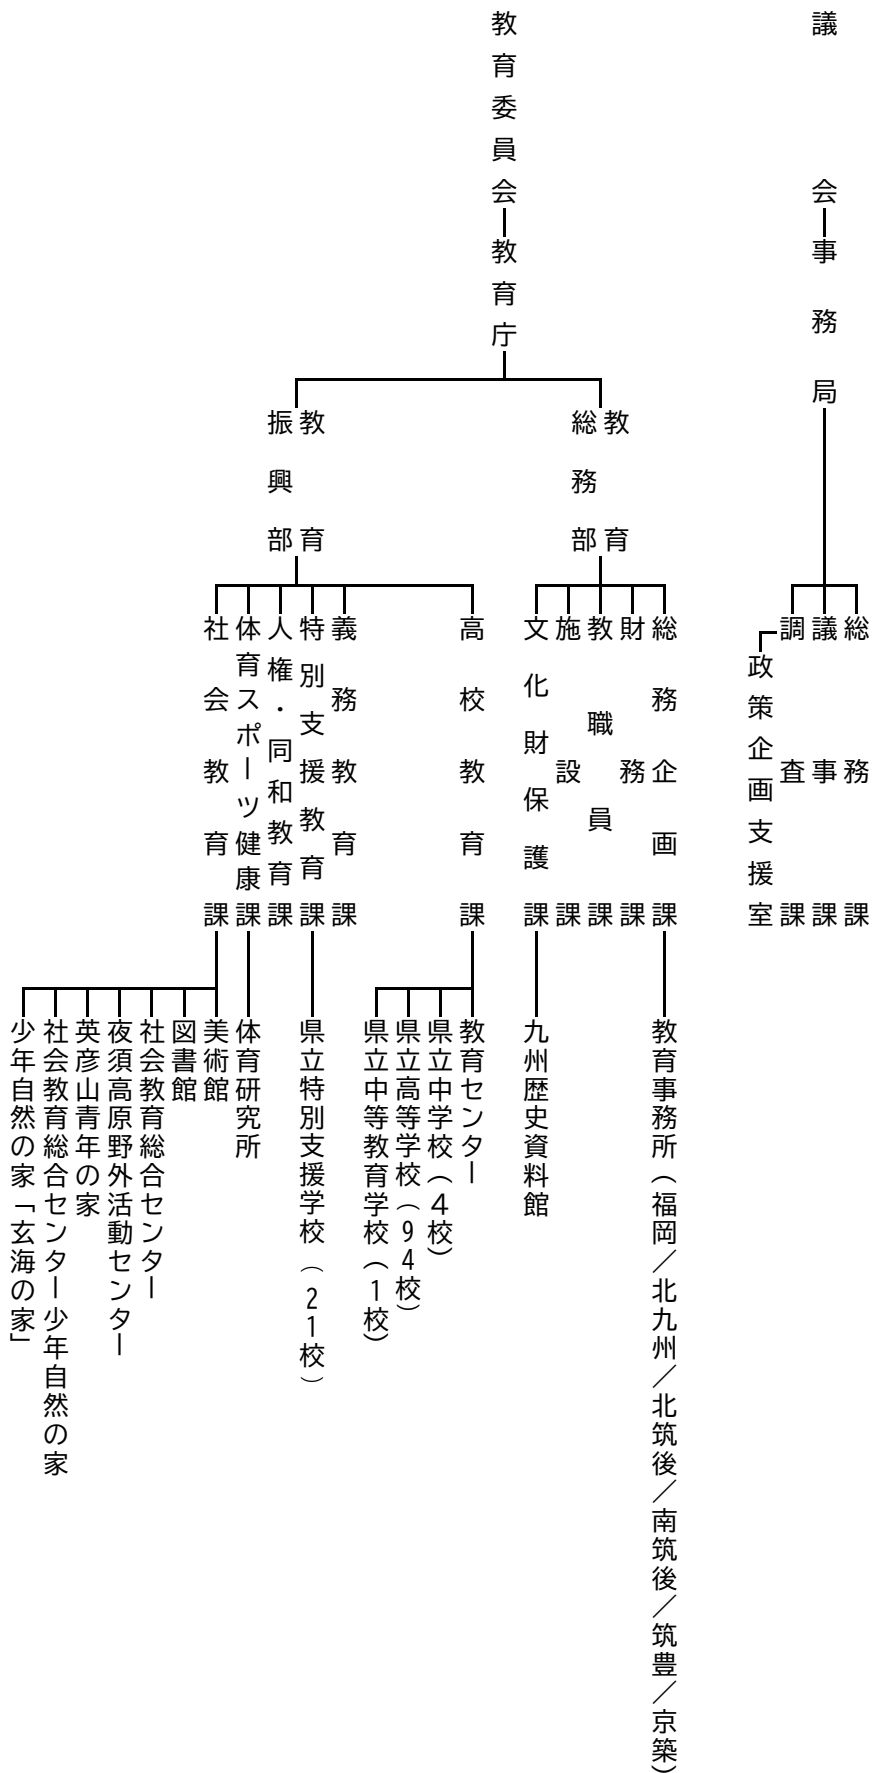 議会
事務局
総務課
議事課
調査課
政策企画支援室
教育委員会
教育庁
教育
総務部
総務企画課
財務課
教職員課
施設課
文化財保護課
教育事務所(福岡/北九州/北筑後/南筑後/筑豊/京築)
九州歴史資料館
教育
振興部
高校教育課
義務教育課
特別支援教育課
人権・同和教育課
体育スポーツ健康課
社会教育課
教育センター
県立中学校(4校)
県立高等学校(94校)
県立中等教育学校(1校)
県立特別支援学校(21校)
体育研究所
美術館
図書館
社会教育総合センター
夜須高原野外活動センター
英彦山青年の家
社会教育総合センター少年自然の家
少年自然の家「玄海の家」